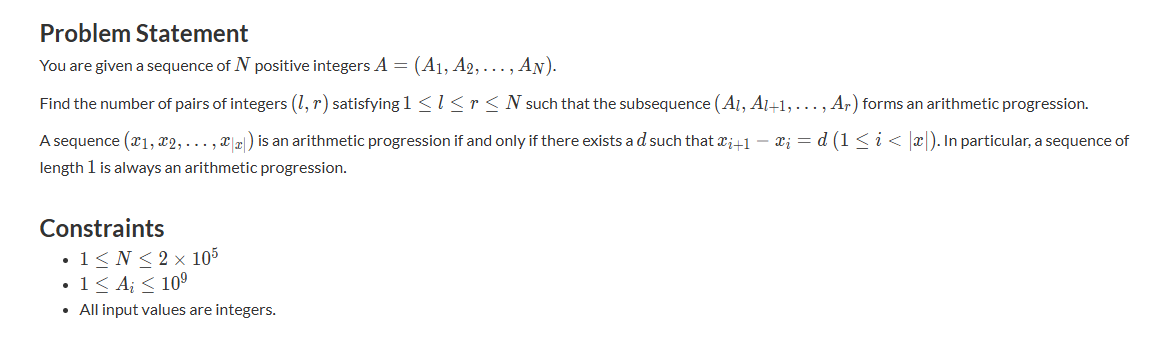 Problem Statement
You are given a sequence of N positive integers A = (A₁, A₂, . . . , A_N).
Find the number of pairs of integers (l, r) satisfying 1 ≤ l ≤ r ≤ N such that the subsequence (A_l, A_{l+1}, . . . , A_r) forms an arithmetic progression.
A sequence (x₁, x₂, . . . , x_{|x|}) is an arithmetic progression if and only if there exists a d such that x_{i+1} − x_i = d (1 ≤ i < |x|). In particular, a sequence of
length 1 is always an arithmetic progression.
Constraints
• 1 ≤ N ≤ 2 × 10⁵
• 1 ≤ A_i ≤ 10⁹
• All input values are integers.